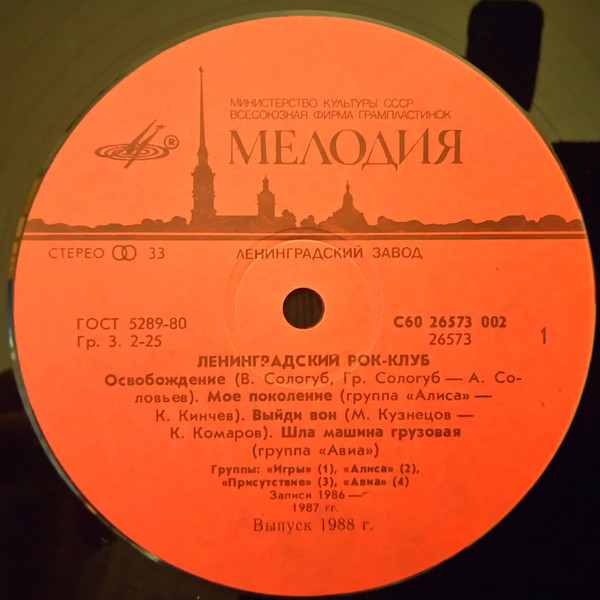 МИНИСТЕРСТВО КУЛЬТУРЫ СССР
ВСЕСОЮЗНАЯ ФИРМА ГРАМПЛАСТИНОК
МЕЛОДИЯ
®
СТЕРЕО 33
ЛЕНИНГРАДСКИЙ ЗАВОД
ГОСТ 5289-80
Гр. 3. 2-25
С60 26573 002
26573
1
ЛЕНИНГРАДСКИЙ РОК-КЛУБ
Освобождение (В. Сологуб, Гр. Сологуб — А. Со-
ловьев). Мое поколение (группа «Алиса» —
К. Кинчев). Выйди вон (М. Кузнецов —
К. Комаров). Шла машина грузовая
(группа «Авиа»)
Группы: «Игры» (1), «Алиса» (2),
«Присутствие» (3), «Авиа» (4)
Записи 1986—
1987 гг.
Выпуск 1988 г.